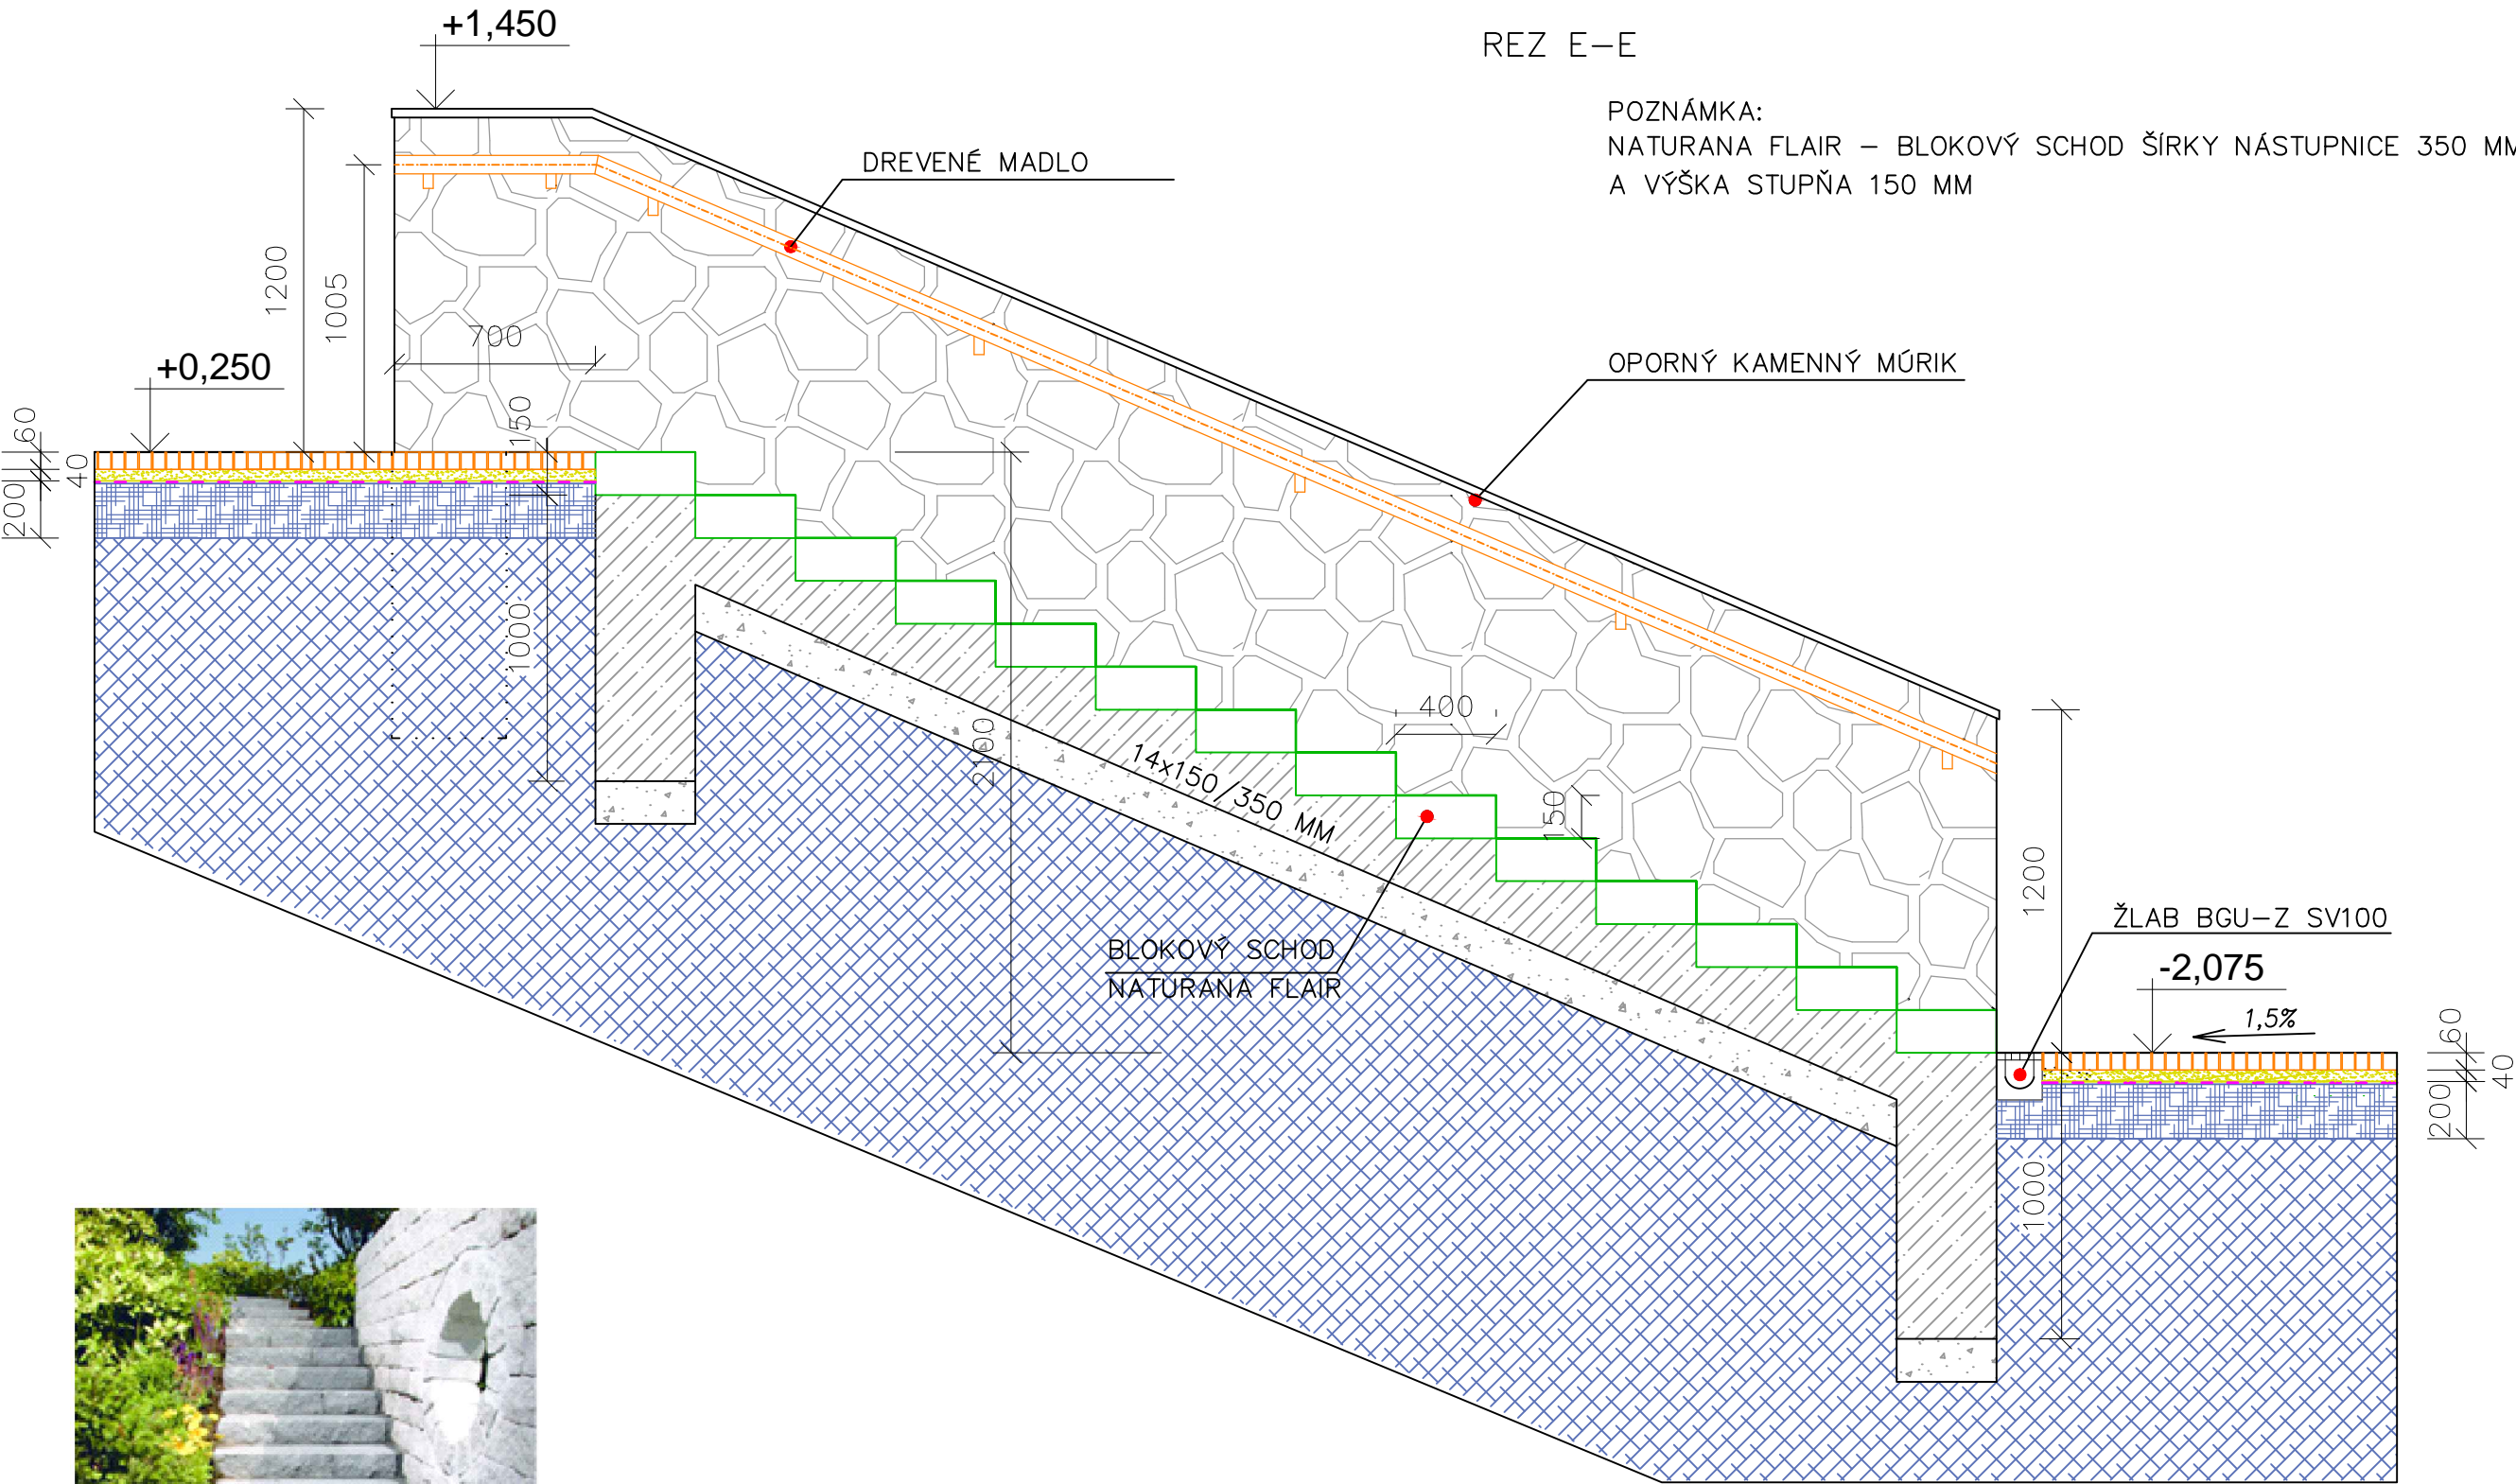 +1,450
REZ E–E
POZNÁMKA:
NATURANA FLAIR – BLOKOVÝ SCHOD ŠÍRKY NÁSTUPNICE 350 MM
A VÝŠKA STUPŇA 150 MM
DREVENÉ MADLO
1200
1005
700
+0,250
OPORNÝ KAMENNÝ MÚRIK
60
40
200
150
1000
2100
400
14x150/350 MM
150
1200
BLOKOVÝ SCHOD
NATURANA FLAIR
ŽLAB BGU–Z SV100
-2,075
1,5%
60
40
200
1000